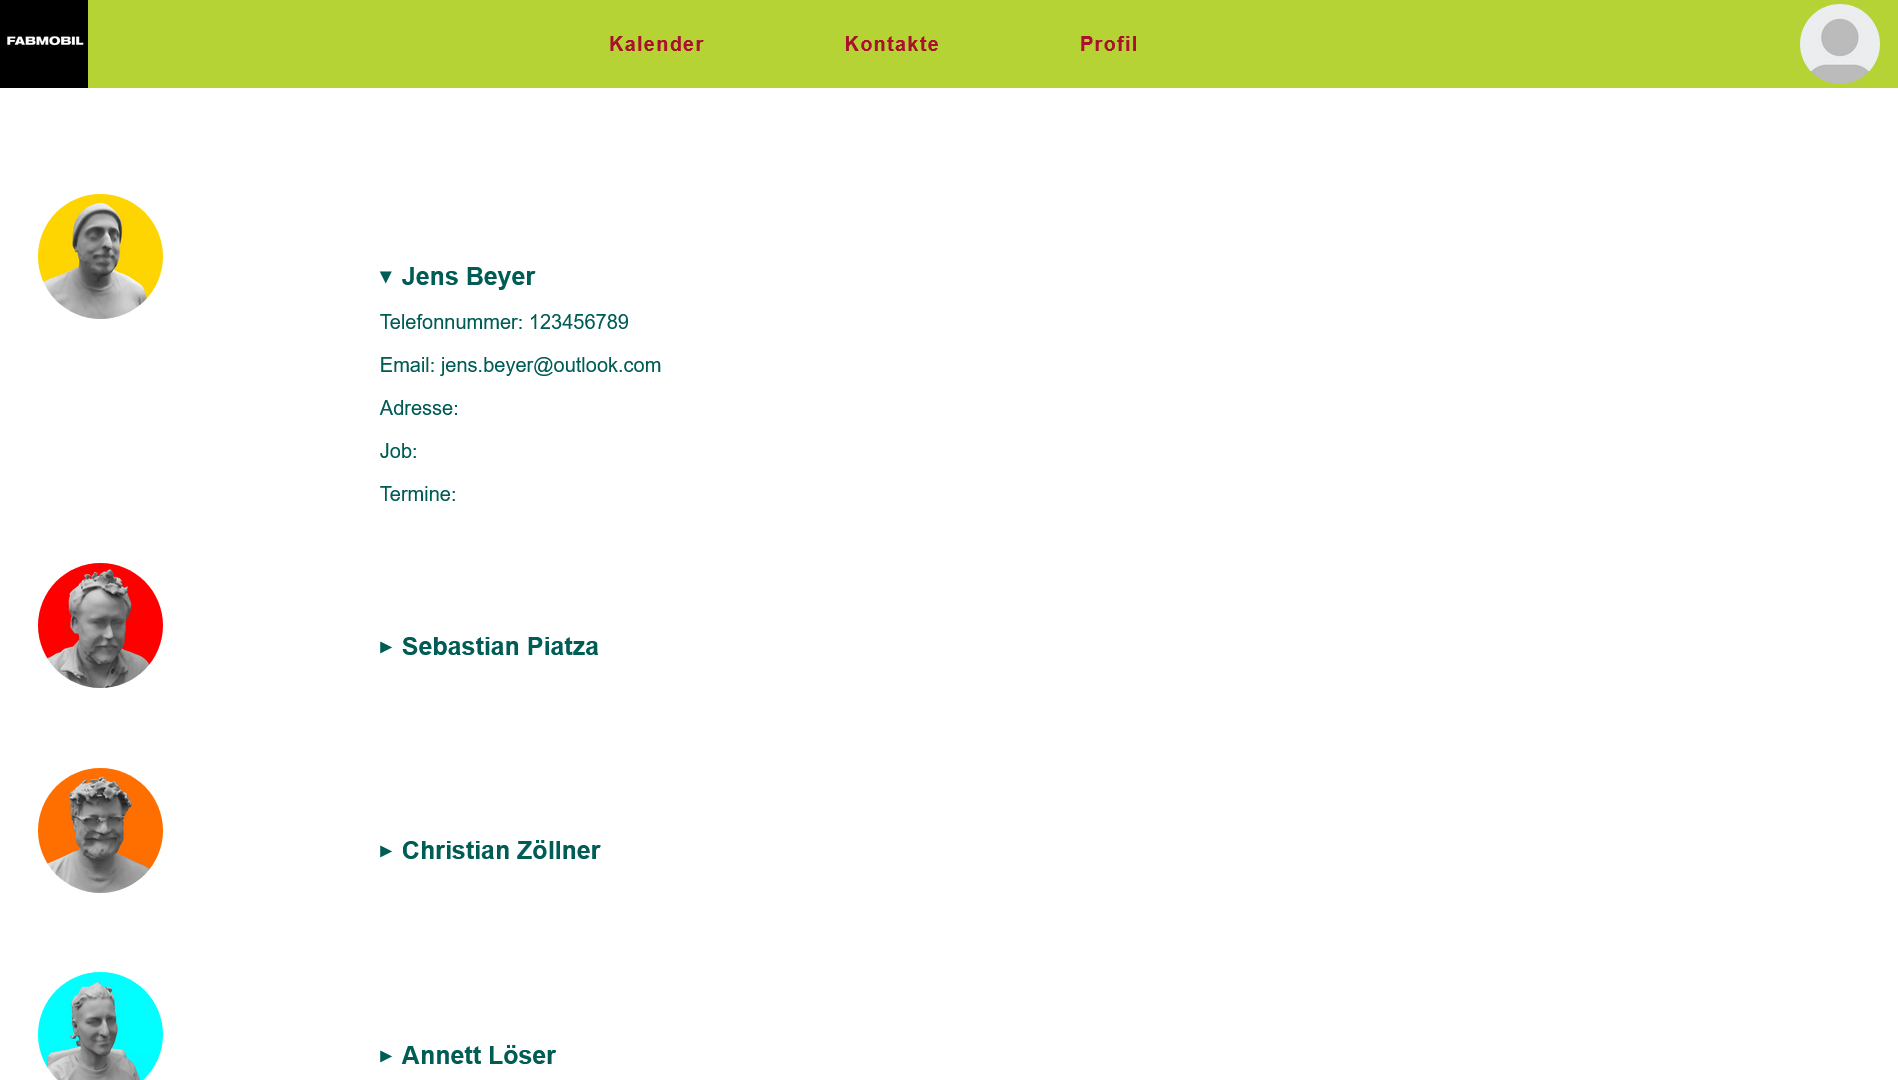 FABMOBIL
Kalender Kontakte Profil
▼ Jens Beyer
Telefonnummer: 123456789
Email: jens.beyer@outlook.com
Adresse:
Job:
Termine:
► Sebastian Piatza
► Christian Zöllner
► Annett Löser